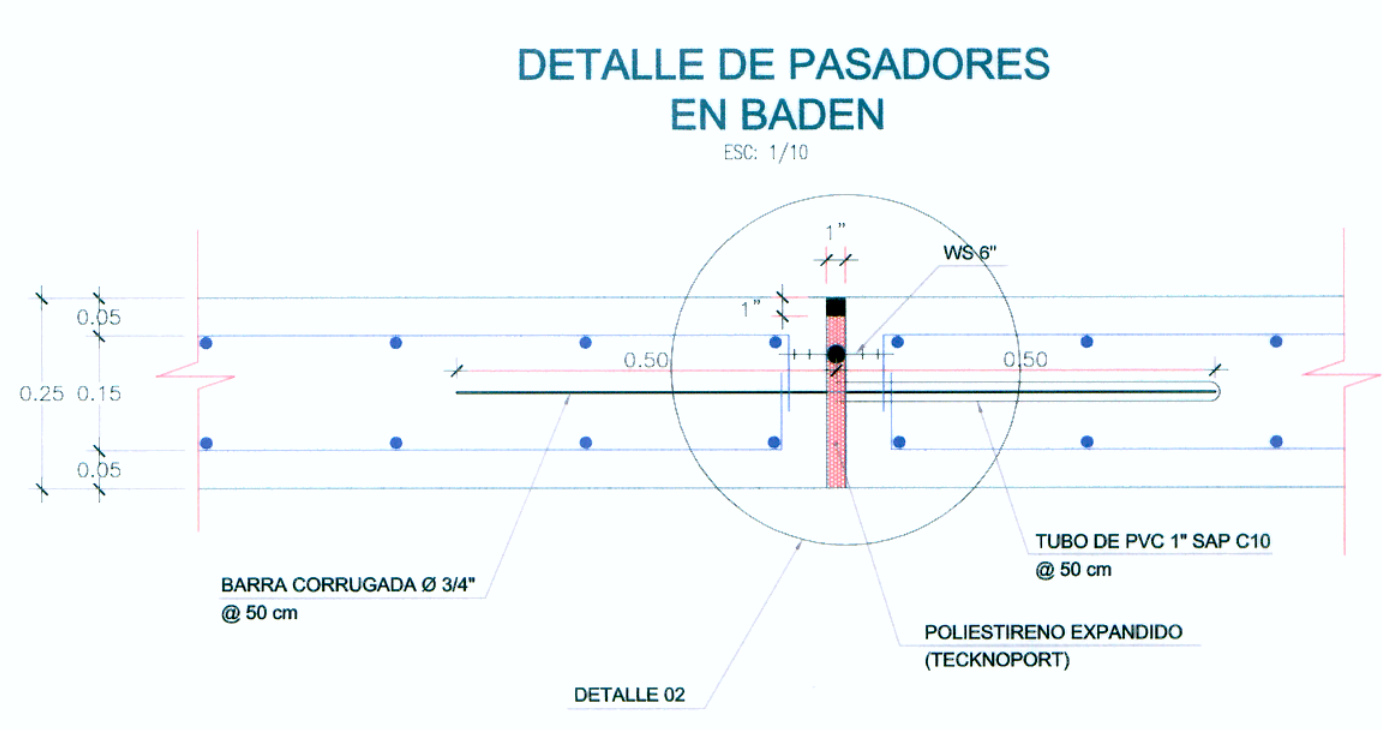 DETALLE DE PASADORES
EN BADEN
ESC: 1/10
1"
WS 6"
1"
0.05
0.50
0.50
0.25
0.15
0.05
TUBO DE PVC 1" SAP C10
@ 50 cm
BARRA CORRUGADA Ø 3/4"
@ 50 cm
POLIESTIRENO EXPANDIDO
(TECKNOPORT)
DETALLE 02